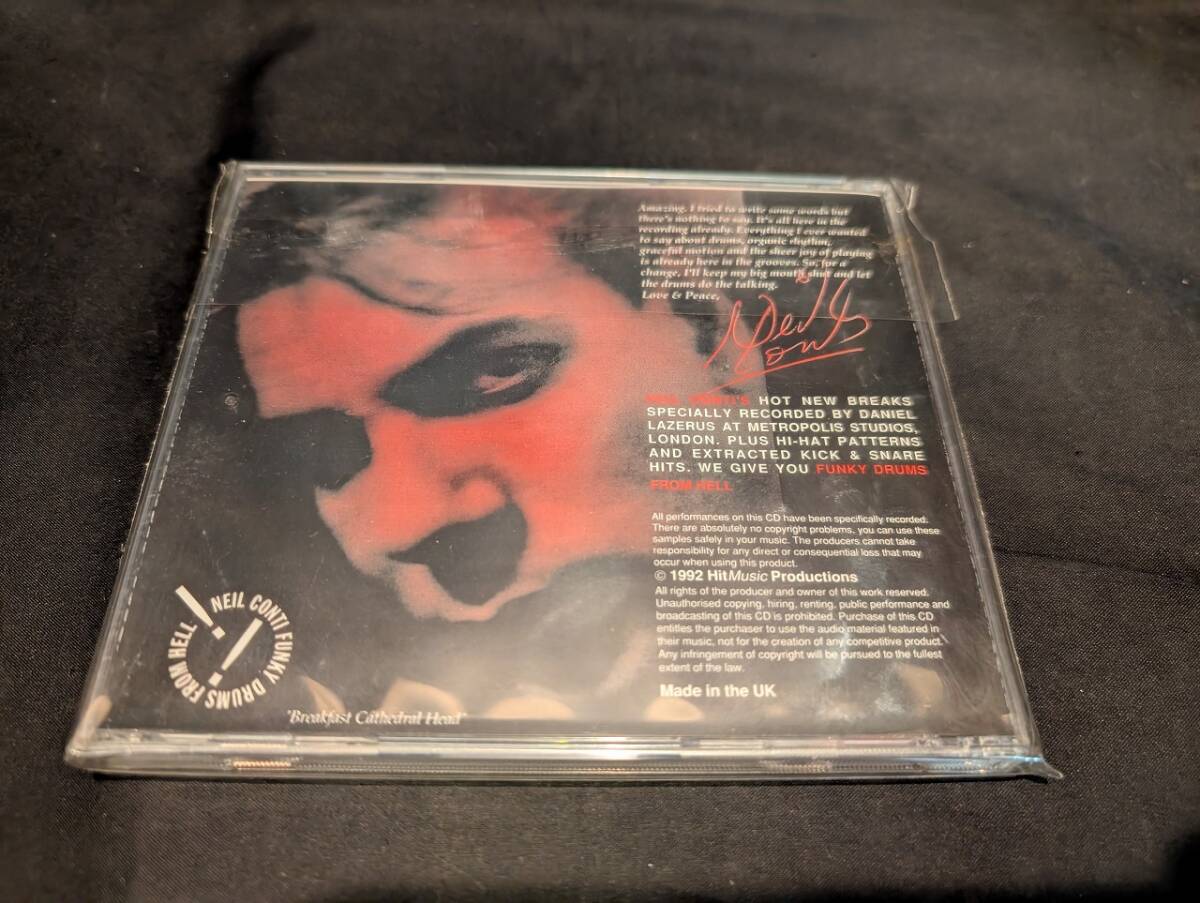 Amazing. I tried to write some words but
there's nothing to say. It's all here in the
recording already. Everything I ever wanted
to say about drums, organic rhythm,
graceful motion and the sheer joy of playing
is already here in the grooves. So, for a
change, I'll keep my big mouth shut and let
the drums do the talking.
Love & Peace,
Neil Conti
NEIL CONTI'S HOT NEW BREAKS
SPECIALLY RECORDED BY DANIEL
LAZERUS AT METROPOLIS STUDIOS,
LONDON. PLUS HI-HAT PATTERNS
AND EXTRACTED KICK & SNARE
HITS. WE GIVE YOU FUNKY DRUMS
FROM HELL
All performances on this CD have been specifically recorded.
There are absolutely no copyright problems, you can use these
samples safely in your music. The producers cannot take
responsibility for any direct or consequential loss that may
occur when using this product.
© 1992 HitMusic Productions
All rights of the producer and owner of this work reserved.
Unauthorised copying, hiring, renting, public performance and
broadcasting of this CD is prohibited. Purchase of this CD
entitles the purchaser to use the audio material featured in
their music, not for the creation of any competitive product.
Any infringement of copyright will be pursued to the fullest
extent of the law.
Made in the UK
NEIL CONTI FUNKY DRUMS FROM HELL
!
'Breakfast Cathedral Head'